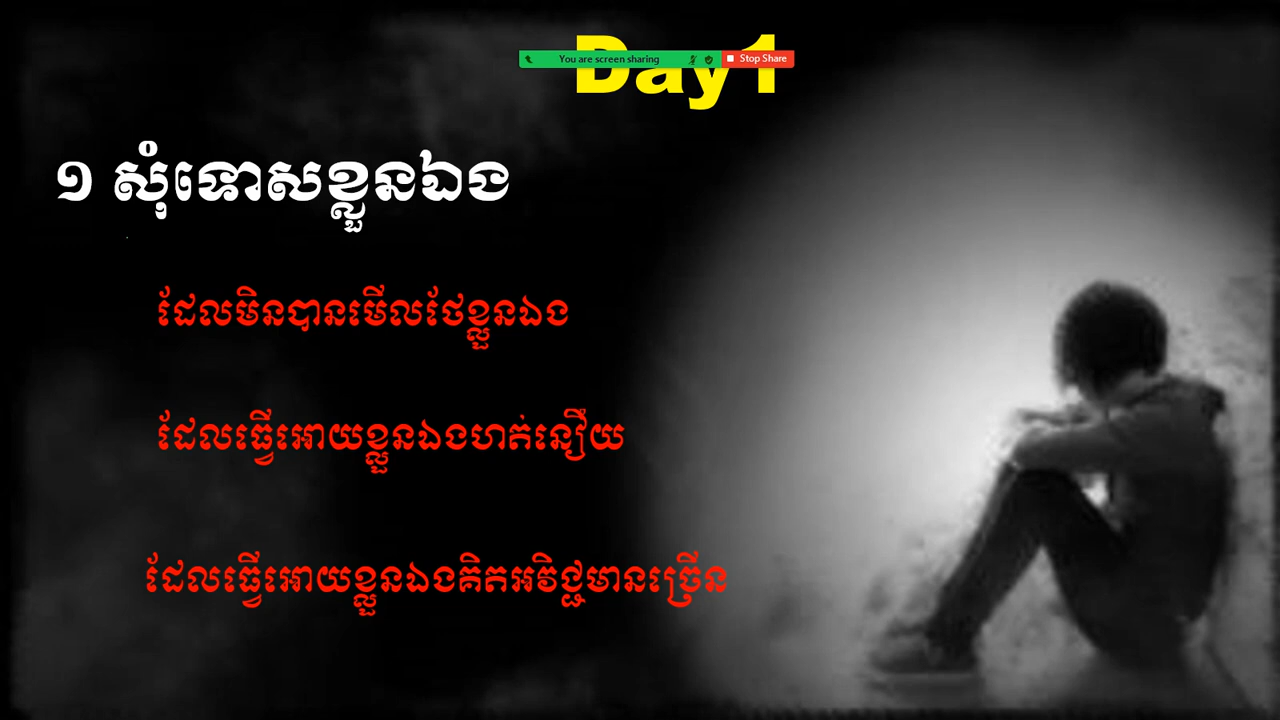 Day1
You are screen sharing Stop Share
១ សុំទោសខ្លួនឯង
ដែលមិនបានមើលថែខ្លួនឯង
ដែលធ្វើអោយខ្លួនឯងហត់នឿយ
ដែលធ្វើអោយខ្លួនឯងគិតអវិជ្ជមានច្រើន